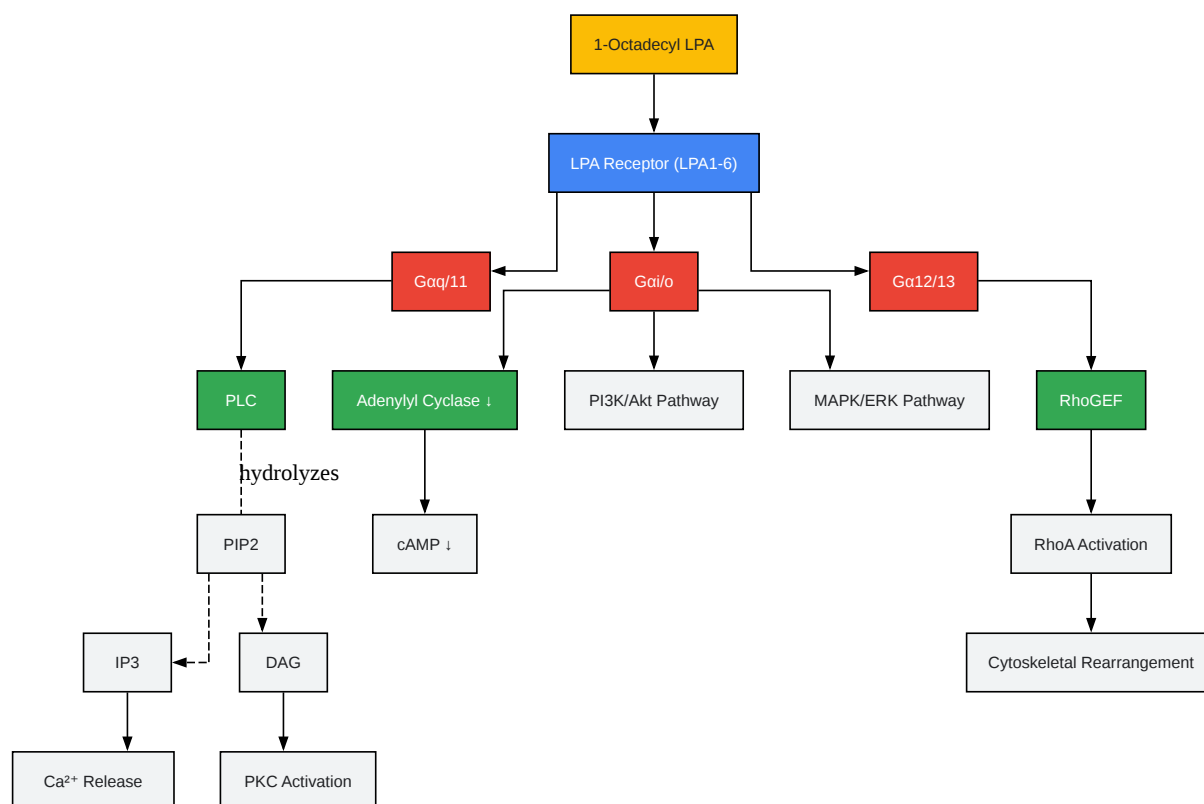 1-Octadecyl LPA
LPA Receptor (LPA1-6)
Gαq/11
Gαi/o
Gα12/13
PLC
Adenylyl Cyclase ↓
PI3K/Akt Pathway
MAPK/ERK Pathway
RhoGEF
hydrolyzes
PIP2
cAMP ↓
RhoA Activation
IP3
DAG
Cytoskeletal Rearrangement
Ca²⁺ Release
PKC Activation